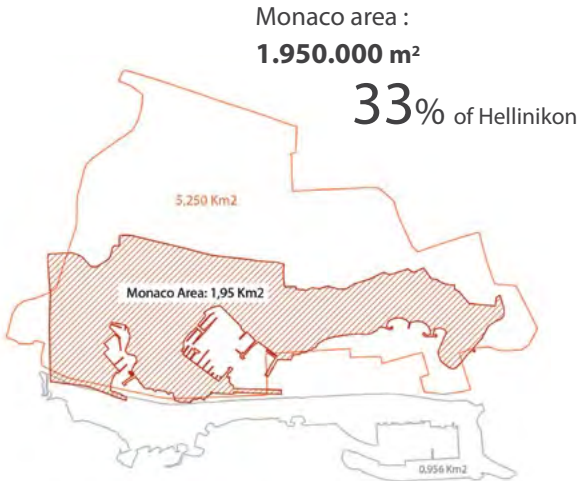 Monaco area :
1.950.000 m²
33% of Hellinikon
5,250 Km2
Monaco Area: 1,95 Km2
0,956 Km2